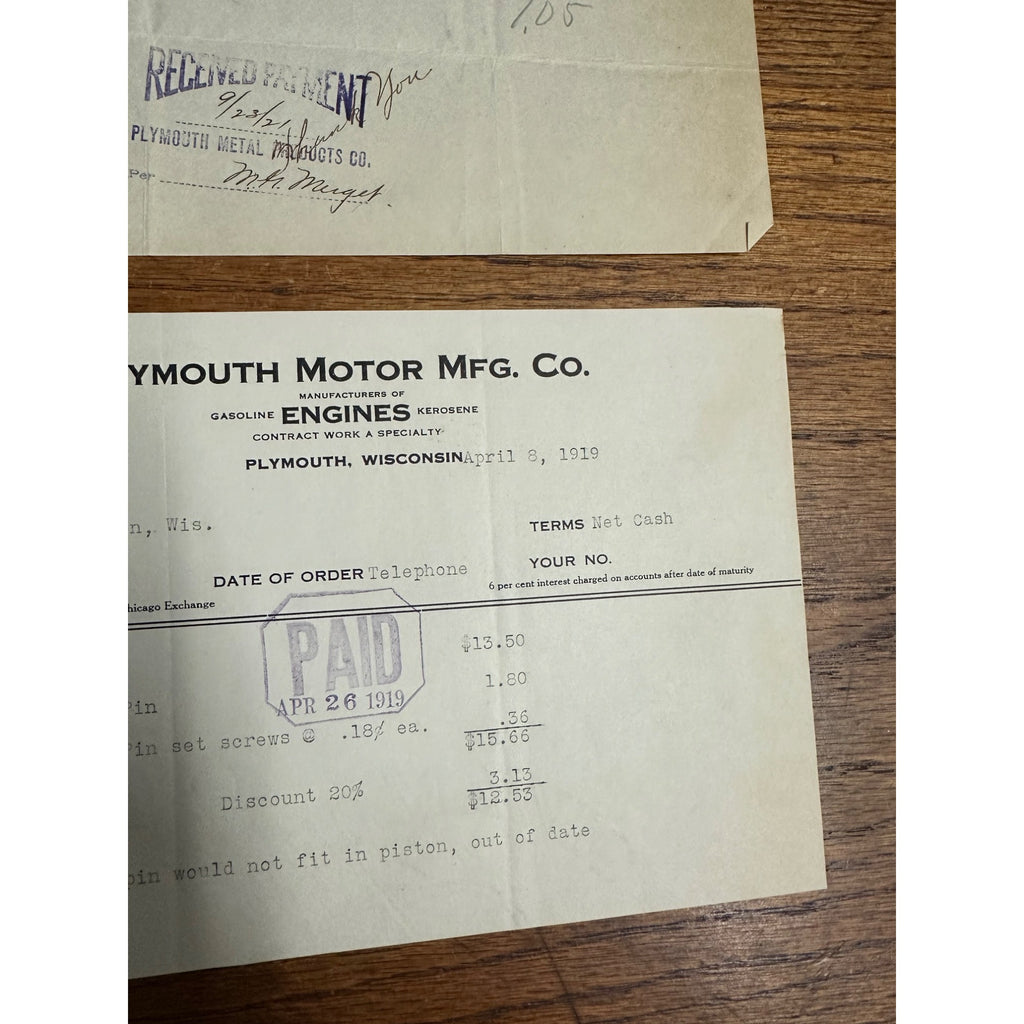 1.05
RECEIVED PAYMENT
Thank You
9/23/21
PLYMOUTH METAL PRODUCTS CO.
Per M.H. Merget.
YMOUTH MOTOR MFG. CO.
MANUFACTURERS OF
GASOLINE ENGINES KEROSENE
CONTRACT WORK A SPECIALTY
PLYMOUTH, WISCONSIN April 8, 1919
n, Wis.
TERMS Net Cash
YOUR NO.
DATE OF ORDER Telephone
6 per cent interest charged on accounts after date of maturity
hicago Exchange
PAID
APR 26 1919
$13.50
Pin 1.80
Pin set screws @ .18¢ ea. .36
$15.66
Discount 20% 3.13
$12.53
pin would not fit in piston, out of date